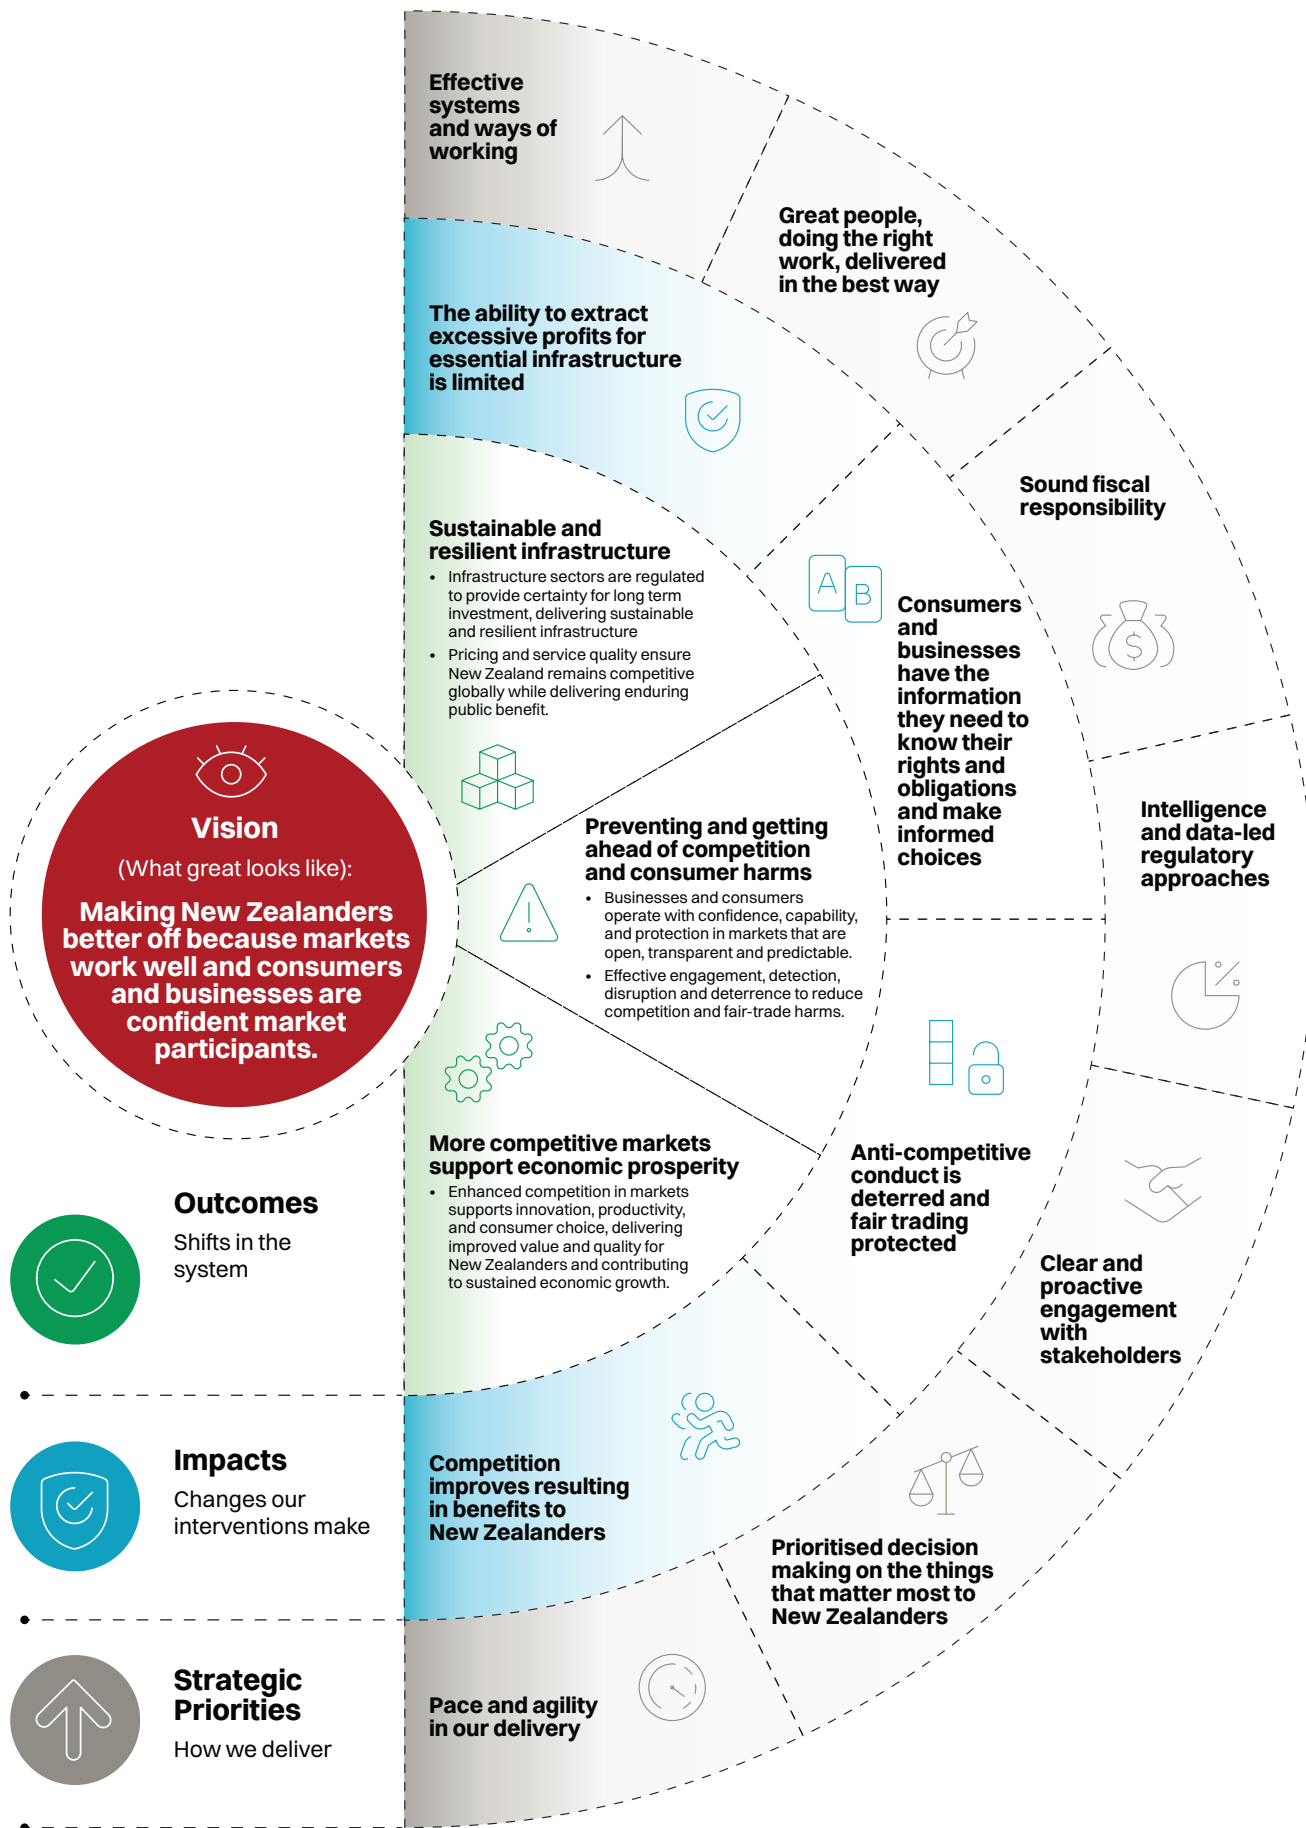 Effective
systems
and ways of
working
Great people,
doing the right
work, delivered
in the best way
The ability to extract
excessive profits for
essential infrastructure
is limited
Sound fiscal
responsibility
Sustainable and
resilient infrastructure
• Infrastructure sectors are regulated
to provide certainty for long term
investment, delivering sustainable
and resilient infrastructure
• Pricing and service quality ensure
New Zealand remains competitive
globally while delivering enduring
public benefit.
A B
Consumers
and
businesses
have the
information
they need to
know their
rights and
obligations
and make
informed
choices
$
Vision
(What great looks like):
Making New Zealanders
better off because markets
work well and consumers
and businesses are
confident market
participants.
Preventing and getting
ahead of competition
and consumer harms
• Businesses and consumers
operate with confidence, capability,
and protection in markets that are
open, transparent and predictable.
• Effective engagement, detection,
disruption and deterrence to reduce
competition and fair-trade harms.
Intelligence
and data-led
regulatory
approaches
%
More competitive markets
support economic prosperity
• Enhanced competition in markets
supports innovation, productivity,
and consumer choice, delivering
improved value and quality for
New Zealanders and contributing
to sustained economic growth.
Anti-competitive
conduct is
deterred and
fair trading
protected
Clear and
proactive
engagement
with
stakeholders
Outcomes
Shifts in the
system
Impacts
Changes our
interventions make
Competition
improves resulting
in benefits to
New Zealanders
Prioritised decision
making on the things
that matter most to
New Zealanders
Strategic
Priorities
How we deliver
Pace and agility
in our delivery